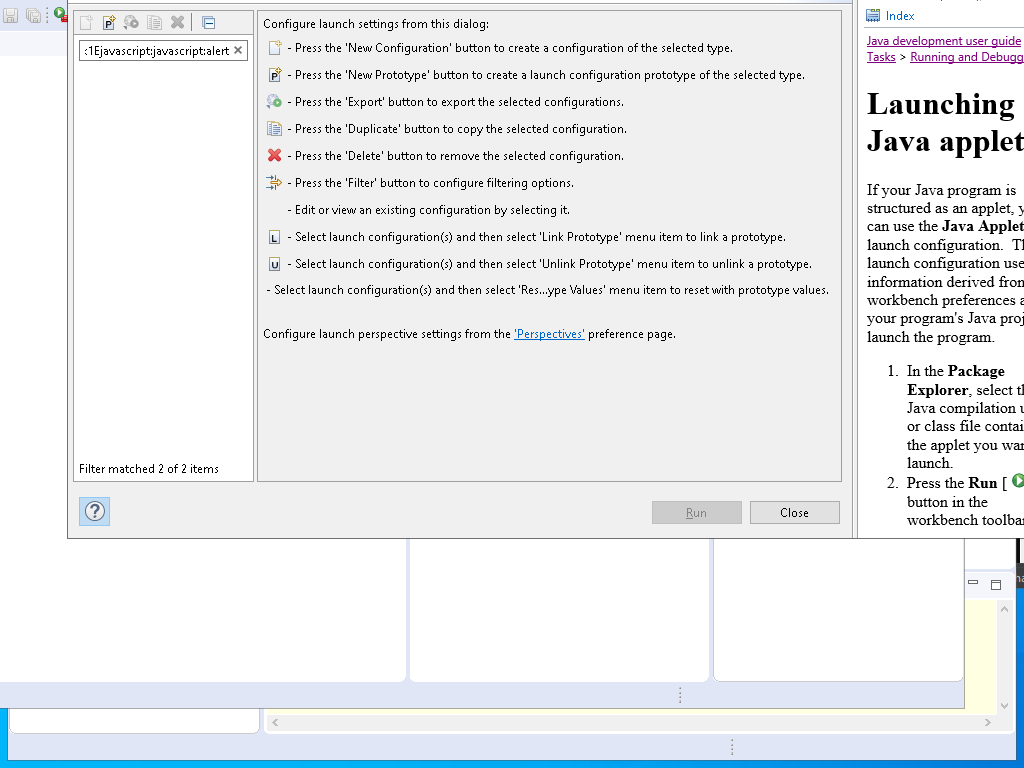 :1Ejavascript:javascript:alert
Filter matched 2 of 2 items
Configure launch settings from this dialog:
- Press the 'New Configuration' button to create a configuration of the selected type.
P - Press the 'New Prototype' button to create a launch configuration prototype of the selected type.
- Press the 'Export' button to export the selected configurations.
- Press the 'Duplicate' button to copy the selected configuration.
- Press the 'Delete' button to remove the selected configuration.
- Press the 'Filter' button to configure filtering options.
- Edit or view an existing configuration by selecting it.
L - Select launch configuration(s) and then select 'Link Prototype' menu item to link a prototype.
U - Select launch configuration(s) and then select 'Unlink Prototype' menu item to unlink a prototype.
- Select launch configuration(s) and then select 'Res...ype Values' menu item to reset with prototype values.
Configure launch perspective settings from the 'Perspectives' preference page.
? Run Close
Index
Java development user guide
Tasks > Running and Debugg
Launching
Java applet
If your Java program is
structured as an applet, y
can use the Java Applet
launch configuration. Th
launch configuration use
information derived from
workbench preferences a
your program's Java proj
launch the program.
1. In the Package
Explorer, select th
Java compilation u
or class file contai
the applet you wan
launch.
2. Press the Run [
button in the
workbench toolbar